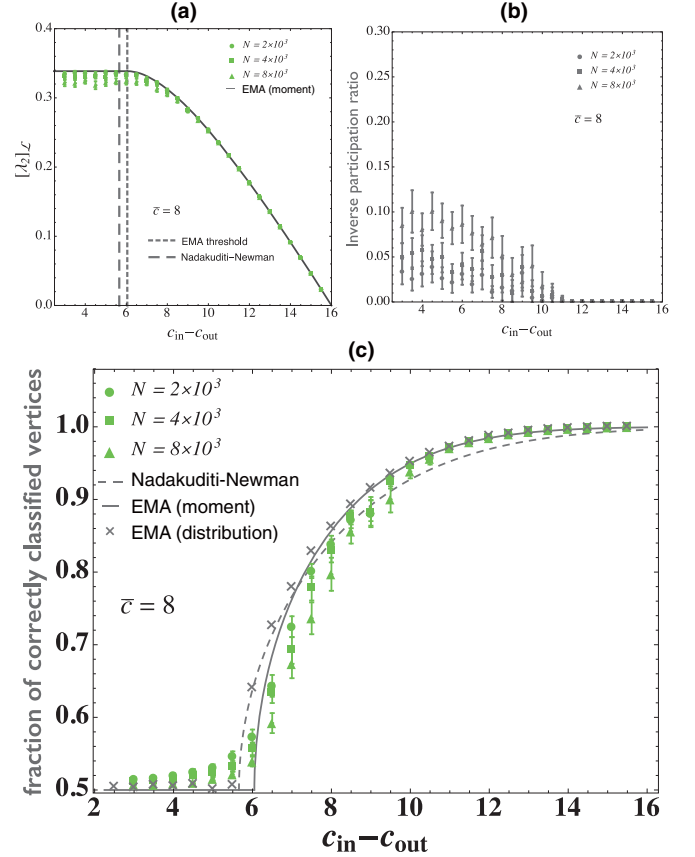 (a)
[λ2]𝓛
0.4
0.3
0.2
0.1
0.0
4 6 8 10 12 14 16
cin−cout
N = 2×10³
N = 4×10³
N = 8×10³
EMA (moment)
c̅ = 8
EMA threshold
Nadakuditi−Newman
(b)
Inverse participation ratio
0.30
0.25
0.20
0.15
0.10
0.05
0.00
4 6 8 10 12 14 16
cin−cout
N = 2×10³
N = 4×10³
N = 8×10³
c̅ = 8
(c)
fraction of correctly classified vertices
1.0
0.9
0.8
0.7
0.6
0.5
2 4 6 8 10 12 14 16
cin−cout
N = 2×10³
N = 4×10³
N = 8×10³
Nadakuditi-Newman
EMA (moment)
EMA (distribution)
c̅ = 8